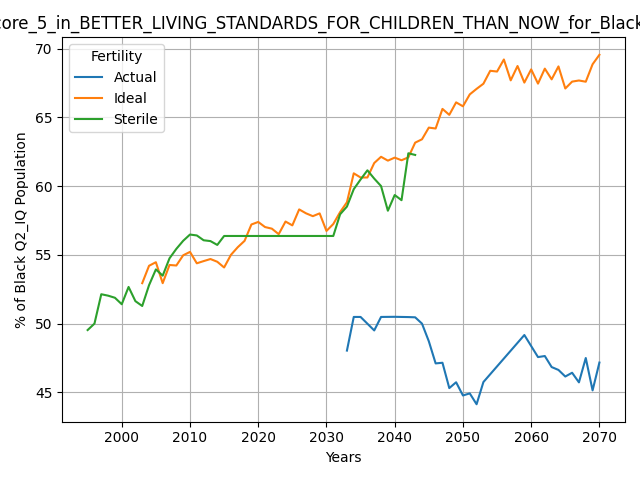 core_5_in_BETTER_LIVING_STANDARDS_FOR_CHILDREN_THAN_NOW_for_Black
Fertility
Actual
Ideal
Sterile
% of Black Q2_IQ Population
70
65
60
55
50
45
2000 2010 2020 2030 2040 2050 2060 2070
Years